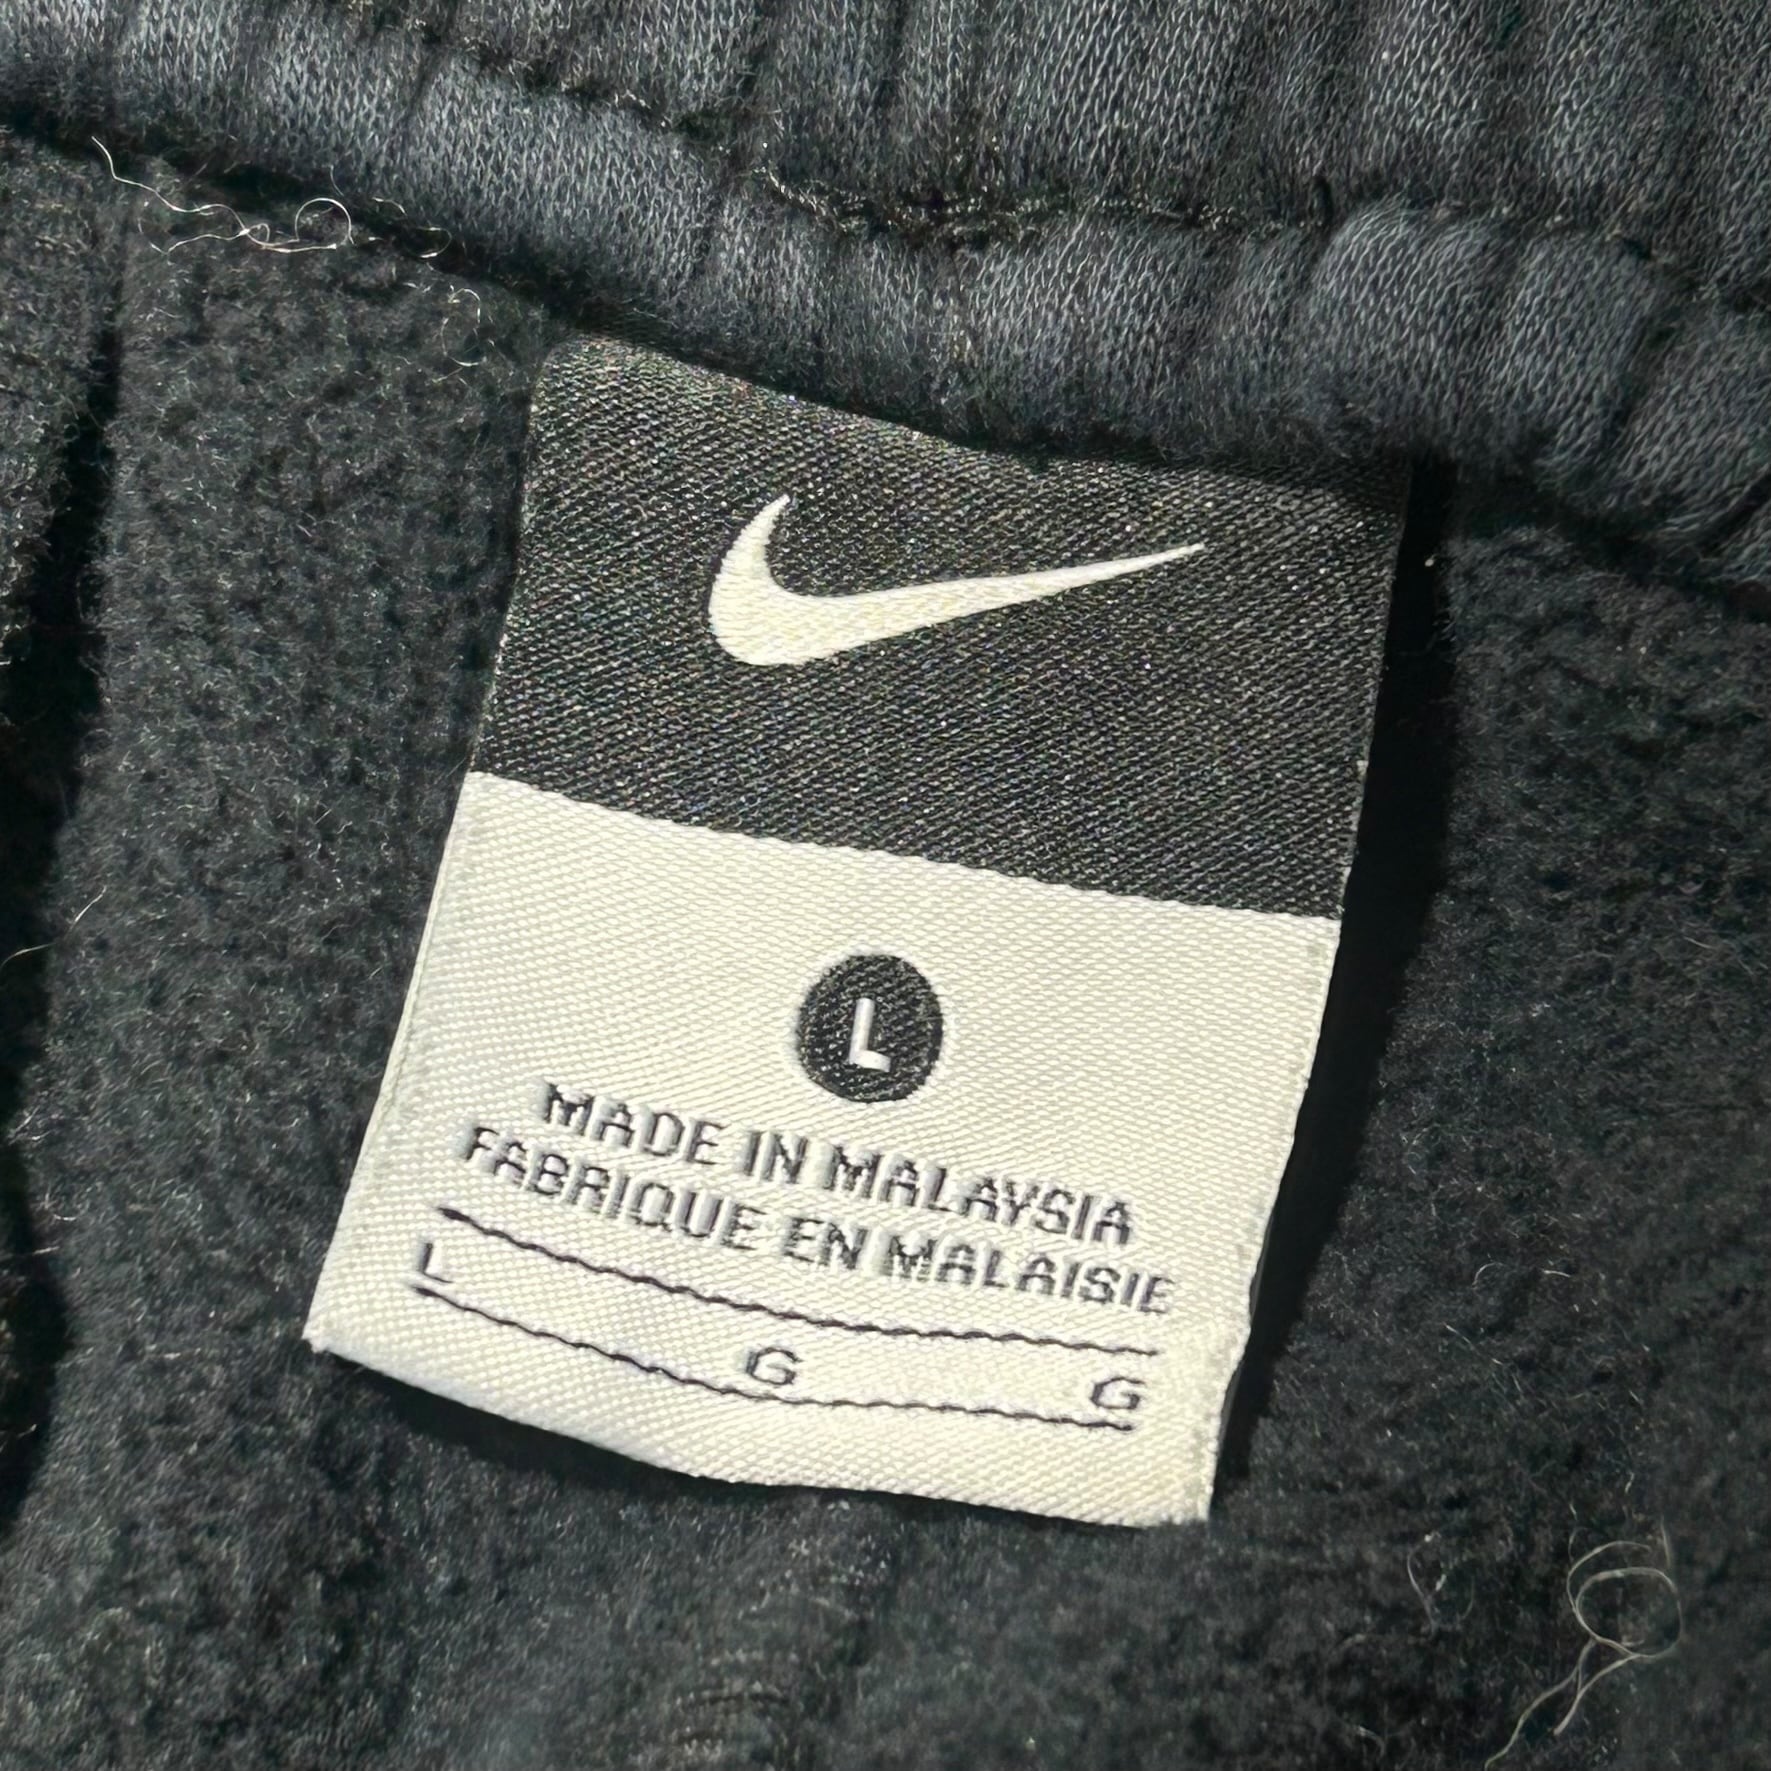 L
MADE IN MALAYSIA
FABRIQUE EN MALAISIE
L G G